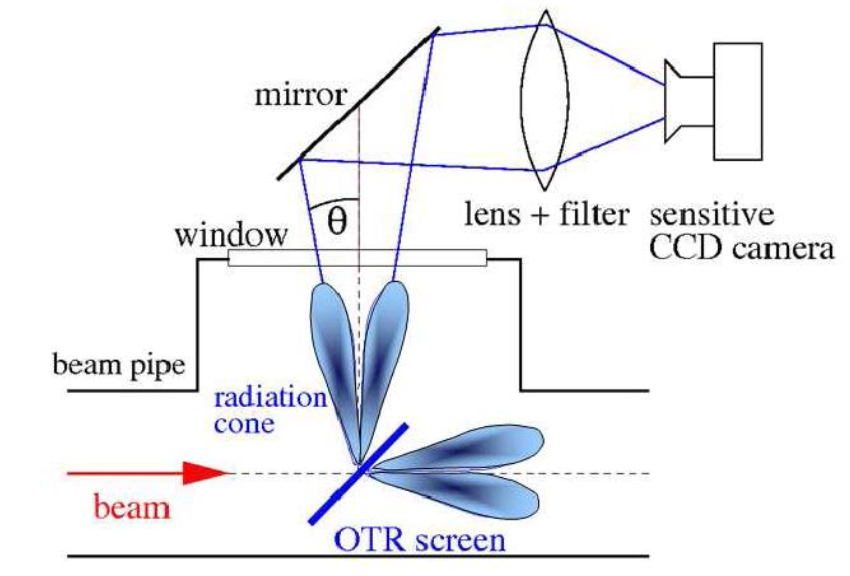 mirror
θ
lens + filter
sensitive
CCD camera
window
beam pipe
radiation
cone
beam
OTR screen